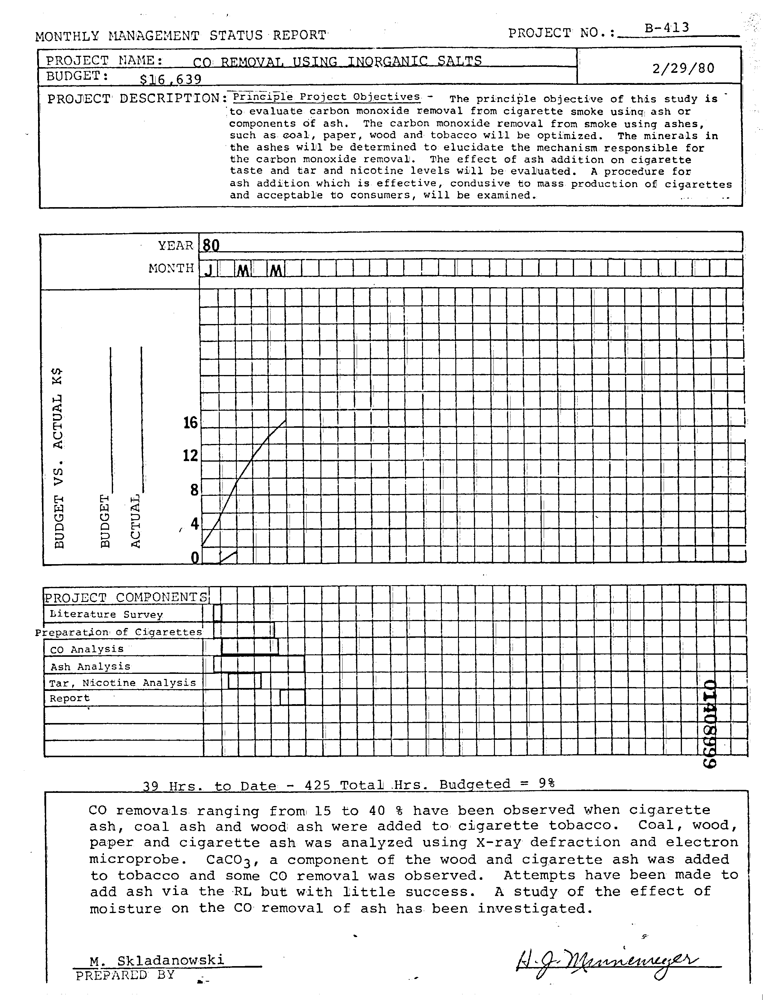 MONTHLY MANAGEMENT STATUS REPORT PROJECT NO.: B-413
PROJECT NAME: CO REMOVAL USING INORGANIC SALTS
BUDGET: $16,639
2/29/80
PROJECT DESCRIPTION: Principle Project Objectives - The principle objective of this study is
to evaluate carbon monoxide removal from cigarette smoke using ash or
components of ash. The carbon monoxide removal from smoke using ashes,
such as coal, paper, wood and tobacco will be optimized. The minerals in
the ashes will be determined to elucidate the mechanism responsible for
the carbon monoxide removal. The effect of ash addition on cigarette
taste and tar and nicotine levels will be evaluated. A procedure for
ash addition which is effective, condusive to mass production of cigarettes
and acceptable to consumers, will be examined.
YEAR 80
MONTH J M M
BUDGET VS. ACTUAL K$
BUDGET
ACTUAL
16
12
8
4
0
PROJECT COMPONENTS
Literature Survey
Preparation of Cigarettes
CO Analysis
Ash Analysis
Tar, Nicotine Analysis
Report
01408999
39 Hrs. to Date - 425 Total Hrs. Budgeted = 9%
CO removals ranging from 15 to 40 % have been observed when cigarette
ash, coal ash and wood ash were added to cigarette tobacco. Coal, wood,
paper and cigarette ash was analyzed using X-ray defraction and electron
microprobe. CaCO3, a component of the wood and cigarette ash was added
to tobacco and some CO removal was observed. Attempts have been made to
add ash via the RL but with little success. A study of the effect of
moisture on the CO removal of ash has been investigated.
M. Skladanowski
PREPARED BY
H.J. Minnemeyer